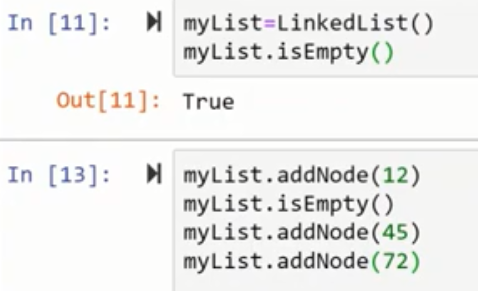 In [11]: myList=LinkedList()
myList.isEmpty()
Out[11]: True
In [13]: myList.addNode(12)
myList.isEmpty()
myList.addNode(45)
myList.addNode(72)